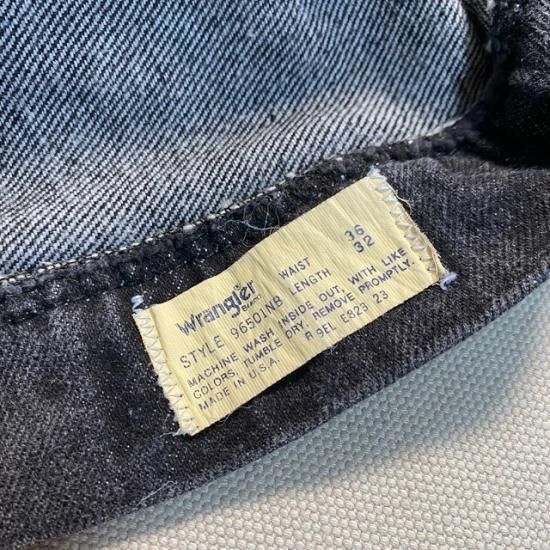 WAIST 36
Wrangler® BRAND LENGTH 32
STYLE 96501NB
MACHINE WASH INSIDE OUT, WITH LIKE
COLORS, TUMBLE DRY, REMOVE PROMPTLY.
MADE IN U.S.A. R 9EL E823 23